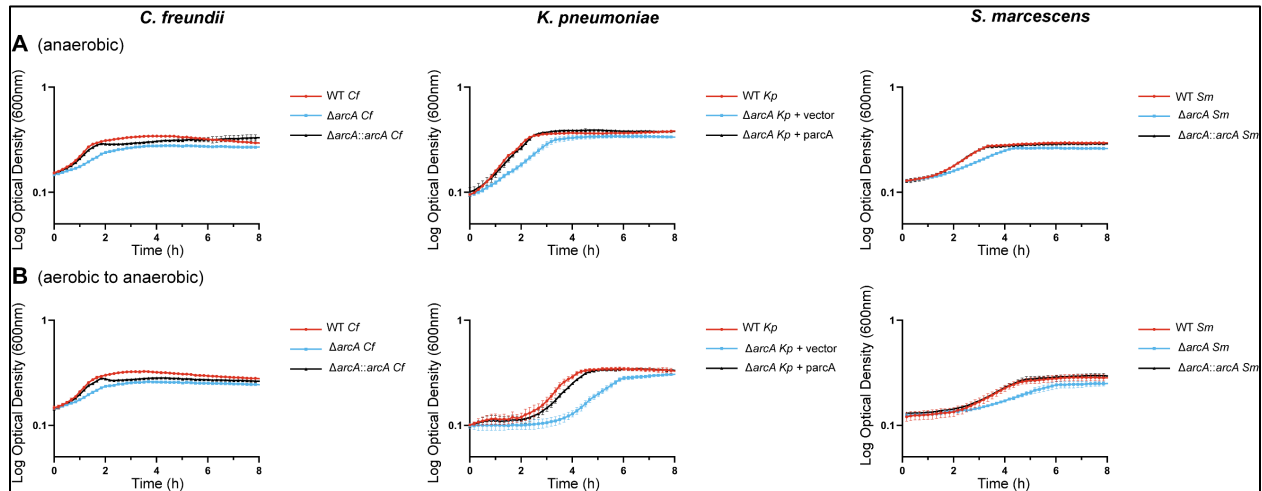 C. freundii
K. pneumoniae
S. marcescens
A (anaerobic)
Log Optical Density (600nm)
1
0.1
0 2 4 6 8
Time (h)
WT Cf
ΔarcA Cf
ΔarcA::arcA Cf
Log Optical Density (600nm)
1
0.1
0 2 4 6 8
Time (h)
WT Kp
ΔarcA Kp + vector
ΔarcA Kp + parcA
Log Optical Density (600nm)
1
0.1
0 2 4 6 8
Time (h)
WT Sm
ΔarcA Sm
ΔarcA::arcA Sm
B (aerobic to anaerobic)
Log Optical Density (600nm)
1
0.1
0 2 4 6 8
Time (h)
WT Cf
ΔarcA Cf
ΔarcA::arcA Cf
Log Optical Density (600nm)
1
0.1
0 2 4 6 8
Time (h)
WT Kp
ΔarcA Kp + vector
ΔarcA Kp + parcA
Log Optical Density (600nm)
1
0.1
0 2 4 6 8
Time (h)
WT Sm
ΔarcA Sm
ΔarcA::arcA Sm